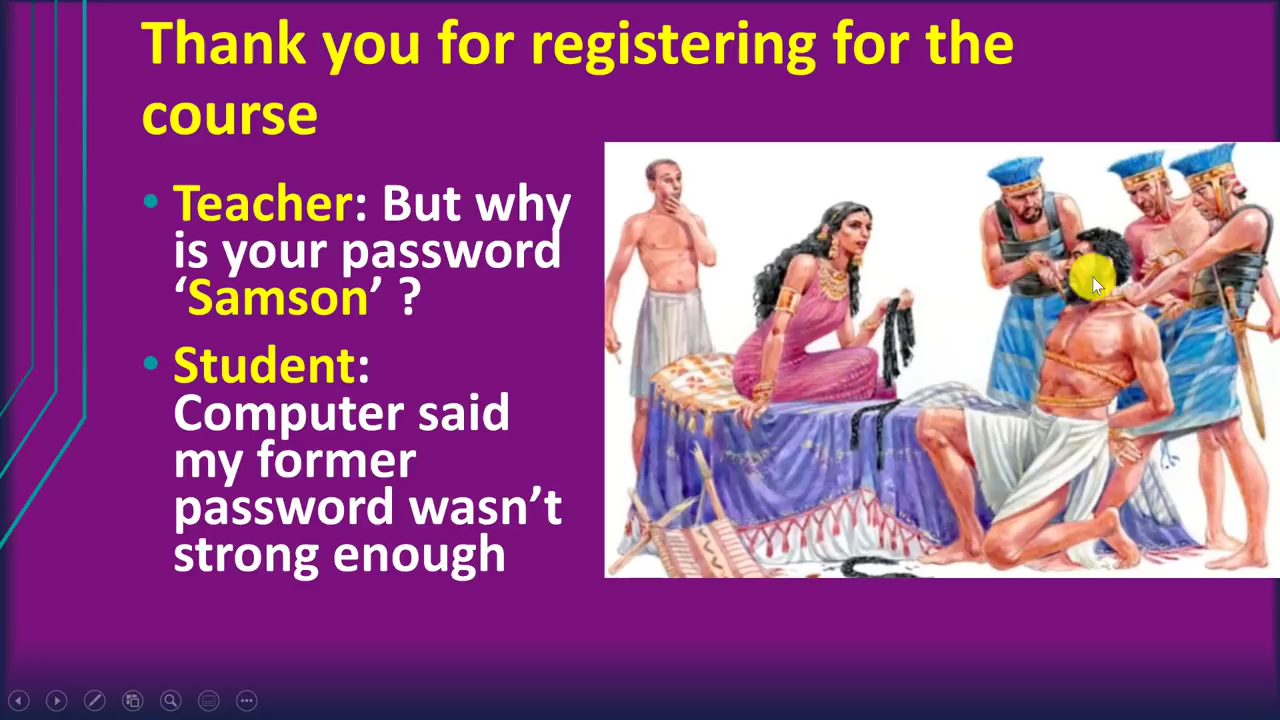 Thank you for registering for the
course
• Teacher: But why
is your password
‘Samson’ ?
• Student:
Computer said
my former
password wasn’t
strong enough